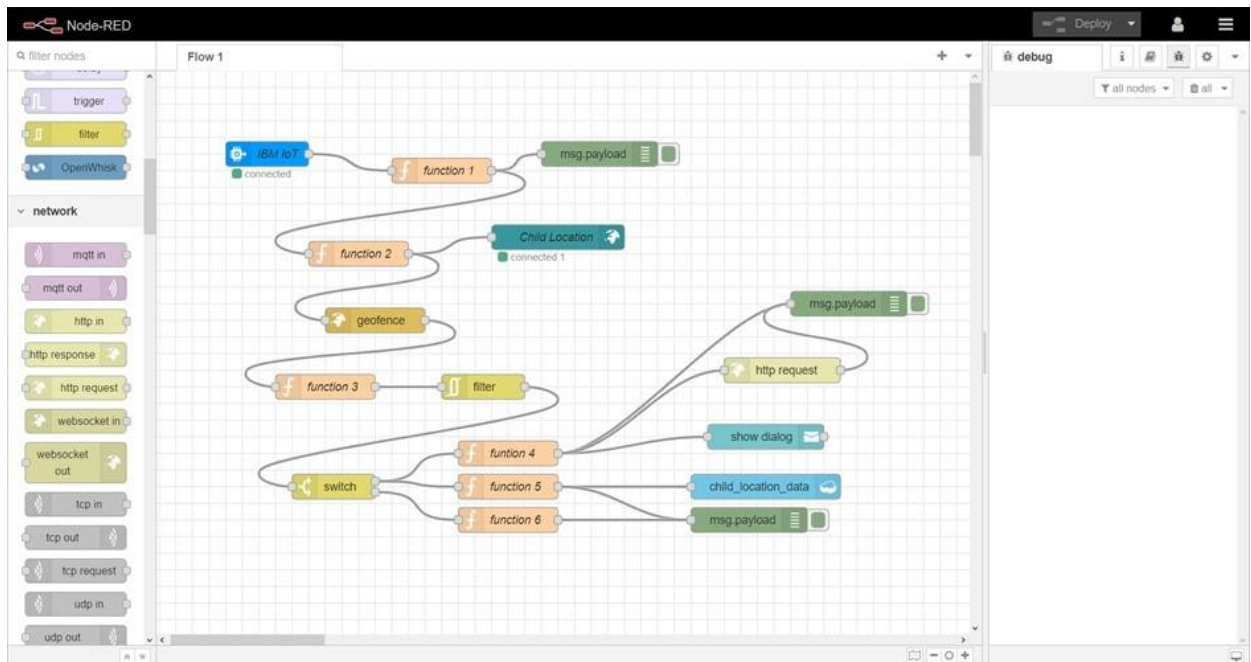 Node-RED
Deploy
filter nodes
Flow 1
debug
i
all nodes
all
trigger
filter
OpenWhisk
network
mqtt in
mqtt out
http in
http response
http request
websocket in
websocket
out
tcp in
tcp out
tcp request
udp in
udp out
IBM IoT
connected
function 1
msg.payload
function 2
Child Location
connected 1
geofence
msg.payload
http request
function 3
filter
show dialog
funtion 4
switch
function 5
child_location_data
function 6
msg.payload